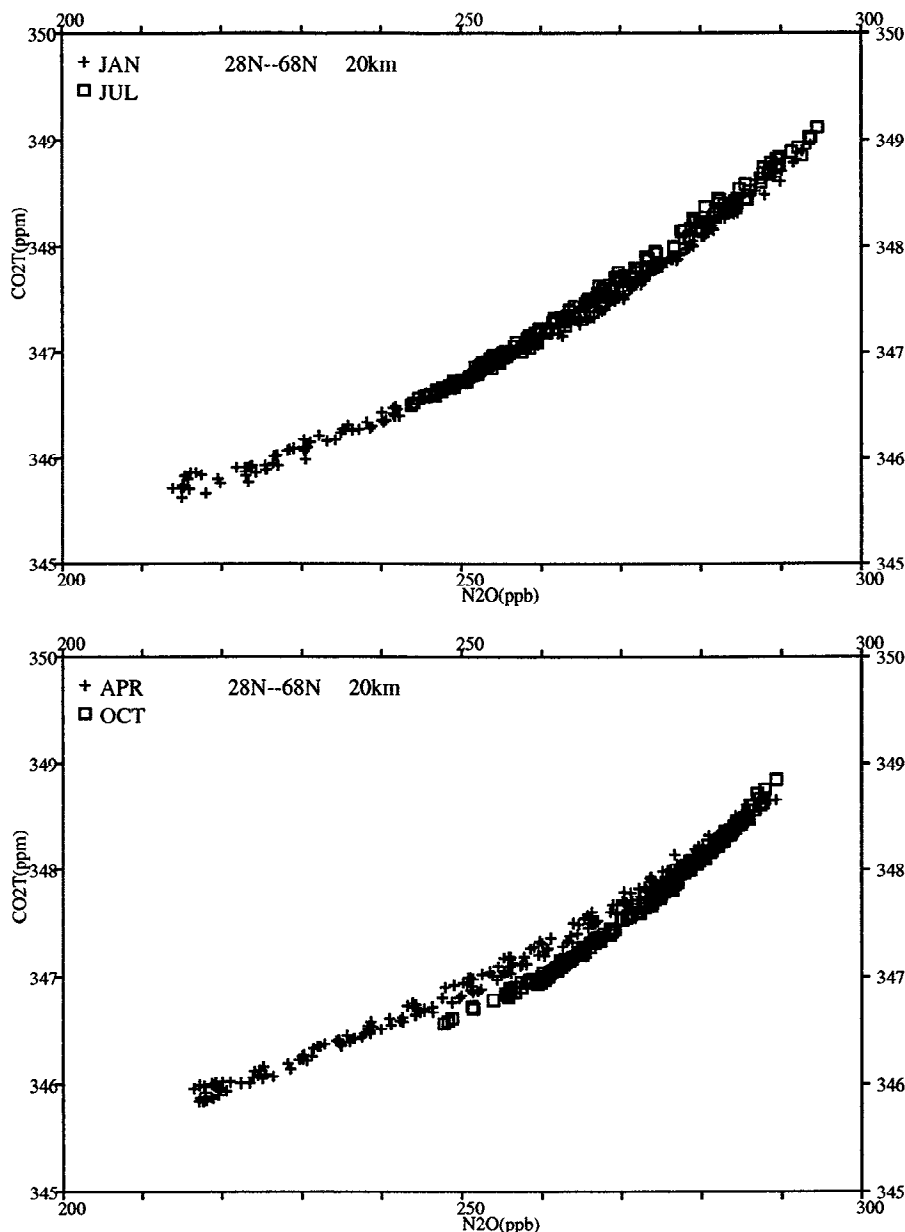 200 250 300
350 350
+ JAN 28N--68N 20km
□ JUL
349 349
348 348
CO2T(ppm)
347 347
346 346
345 345
200 250 300
N2O(ppb)
200 250 300
350 350
+ APR 28N--68N 20km
□ OCT
349 349
348 348
CO2T(ppm)
347 347
346 346
345 345
200 250 300
N2O(ppb)